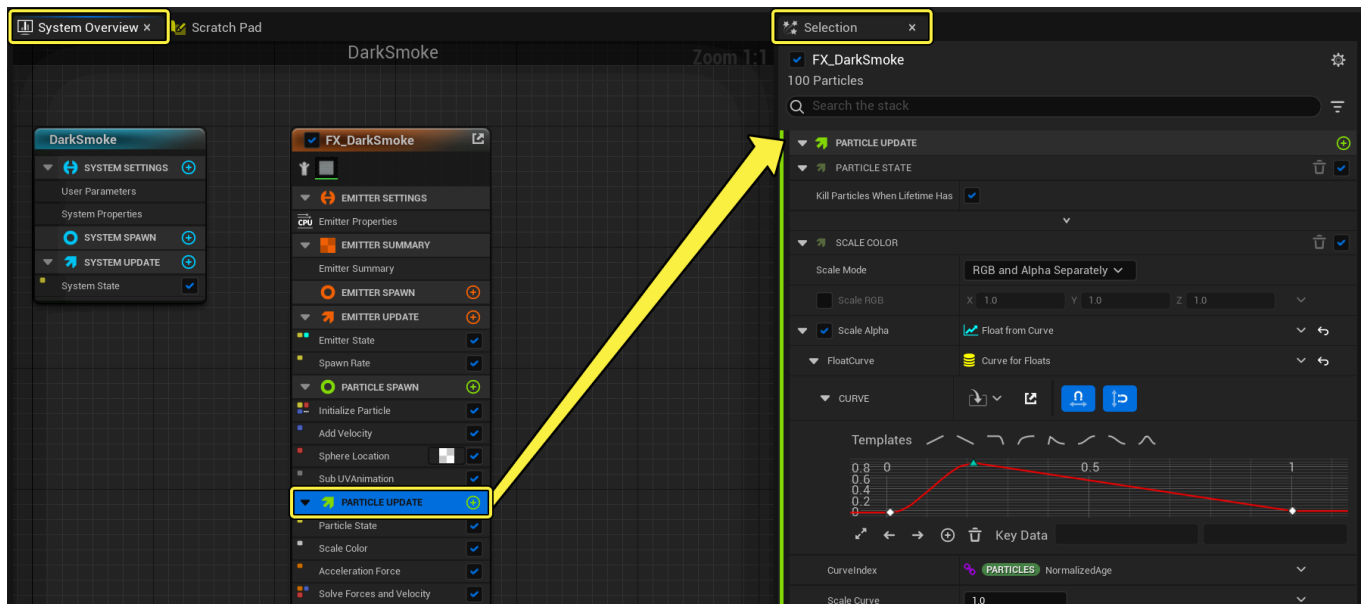 System Overview
Scratch Pad
DarkSmoke
Zoom 1:1
DarkSmoke
SYSTEM SETTINGS
User Parameters
System Properties
SYSTEM SPAWN
SYSTEM UPDATE
System State
FX_DarkSmoke
EMITTER SETTINGS
CPU Emitter Properties
EMITTER SUMMARY
Emitter Summary
EMITTER SPAWN
EMITTER UPDATE
Emitter State
Spawn Rate
PARTICLE SPAWN
Initialize Particle
Add Velocity
Sphere Location
Sub UVAnimation
PARTICLE UPDATE
Particle State
Scale Color
Acceleration Force
Solve Forces and Velocity
Selection
FX_DarkSmoke
100 Particles
Search the stack
PARTICLE UPDATE
PARTICLE STATE
Kill Particles When Lifetime Has
SCALE COLOR
Scale Mode RGB and Alpha Separately
Scale RGB X 1.0 Y 1.0 Z 1.0
Scale Alpha Float from Curve
FloatCurve Curve for Floats
CURVE
Templates
0.8 0 0.5 1
0.6
0.4
0.2
0
Key Data
CurveIndex PARTICLES NormalizedAge
Scale Curve 1.0